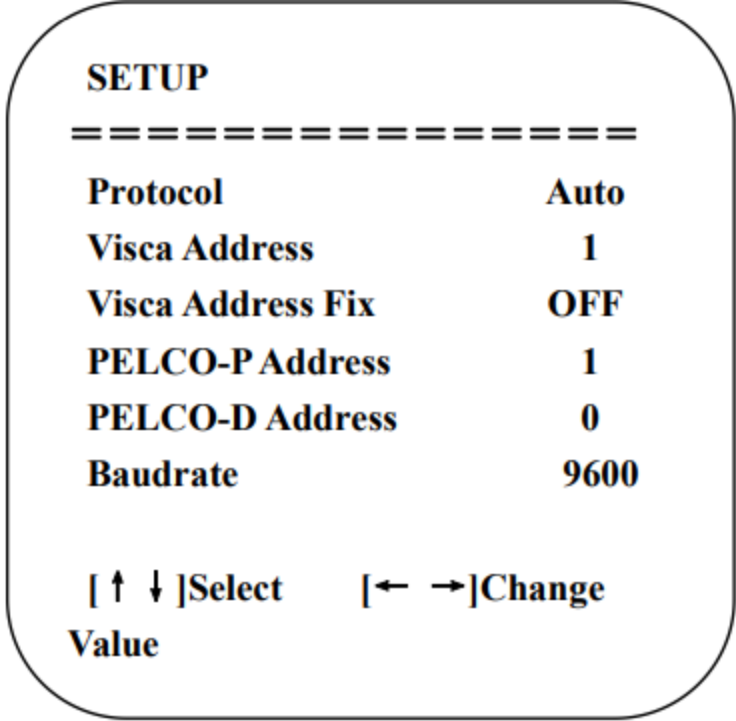 SETUP
===============
Protocol Auto
Visca Address 1
Visca Address Fix OFF
PELCO-P Address 1
PELCO-D Address 0
Baudrate 9600
[↑ ↓]Select [← →]Change
Value